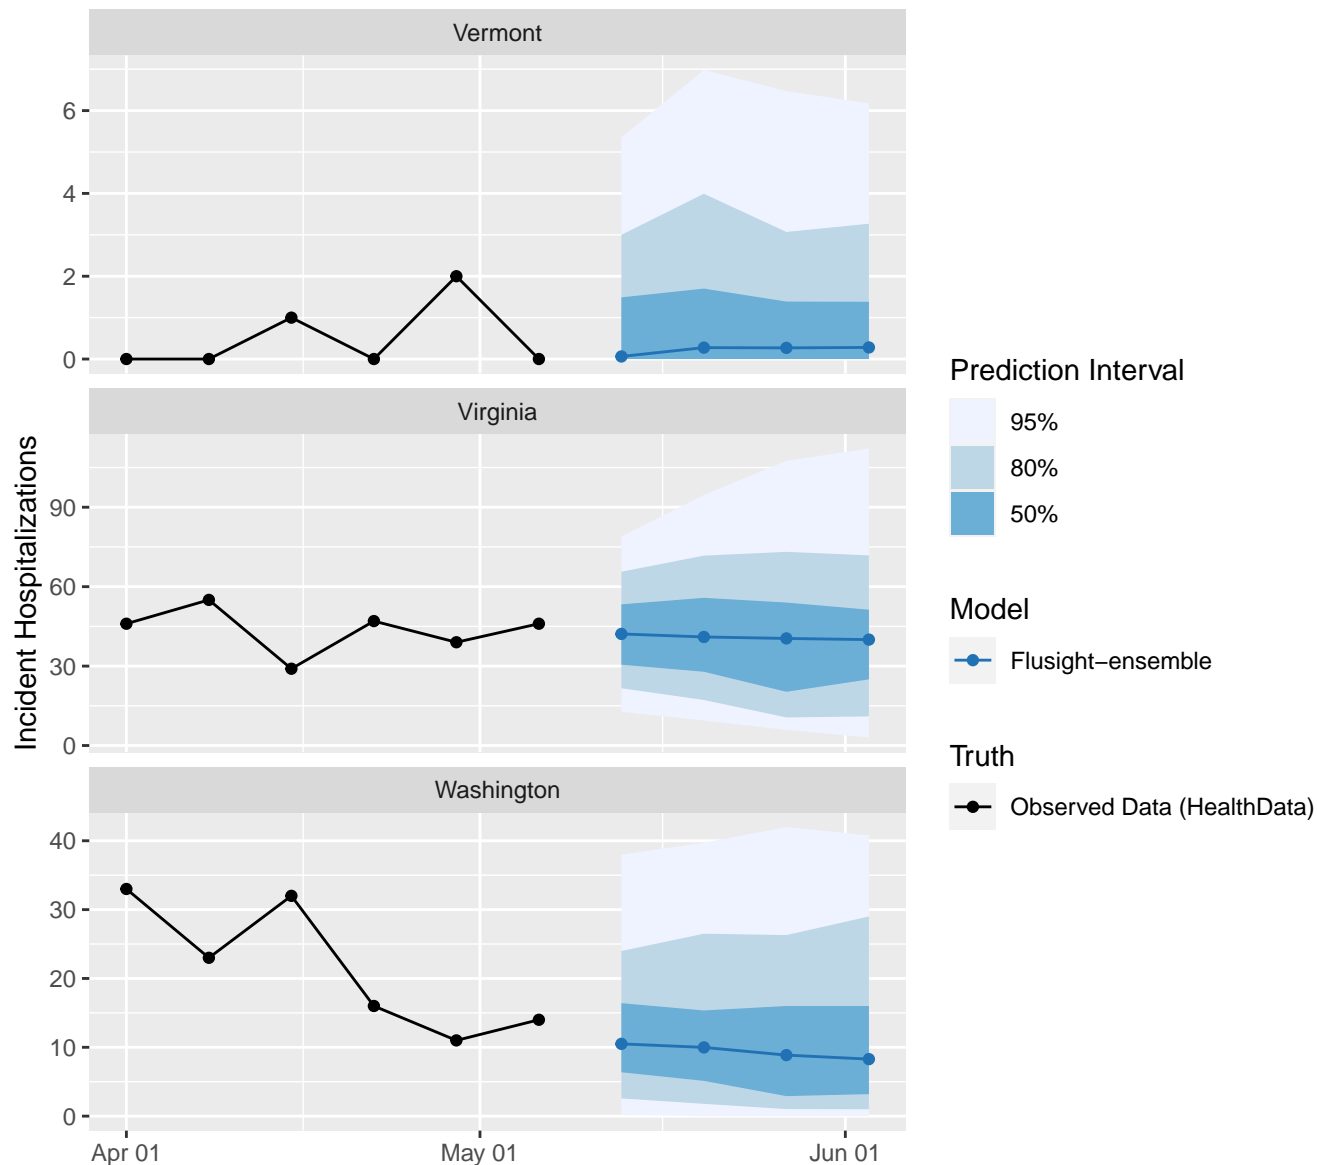 Vermont
6
4
2
0
Virginia
Incident Hospitalizations
90
60
30
0
Washington
40
30
20
10
0
Apr 01
May 01
Jun 01
Prediction Interval
95%
80%
50%
Model
Flusight−ensemble
Truth
Observed Data (HealthData)